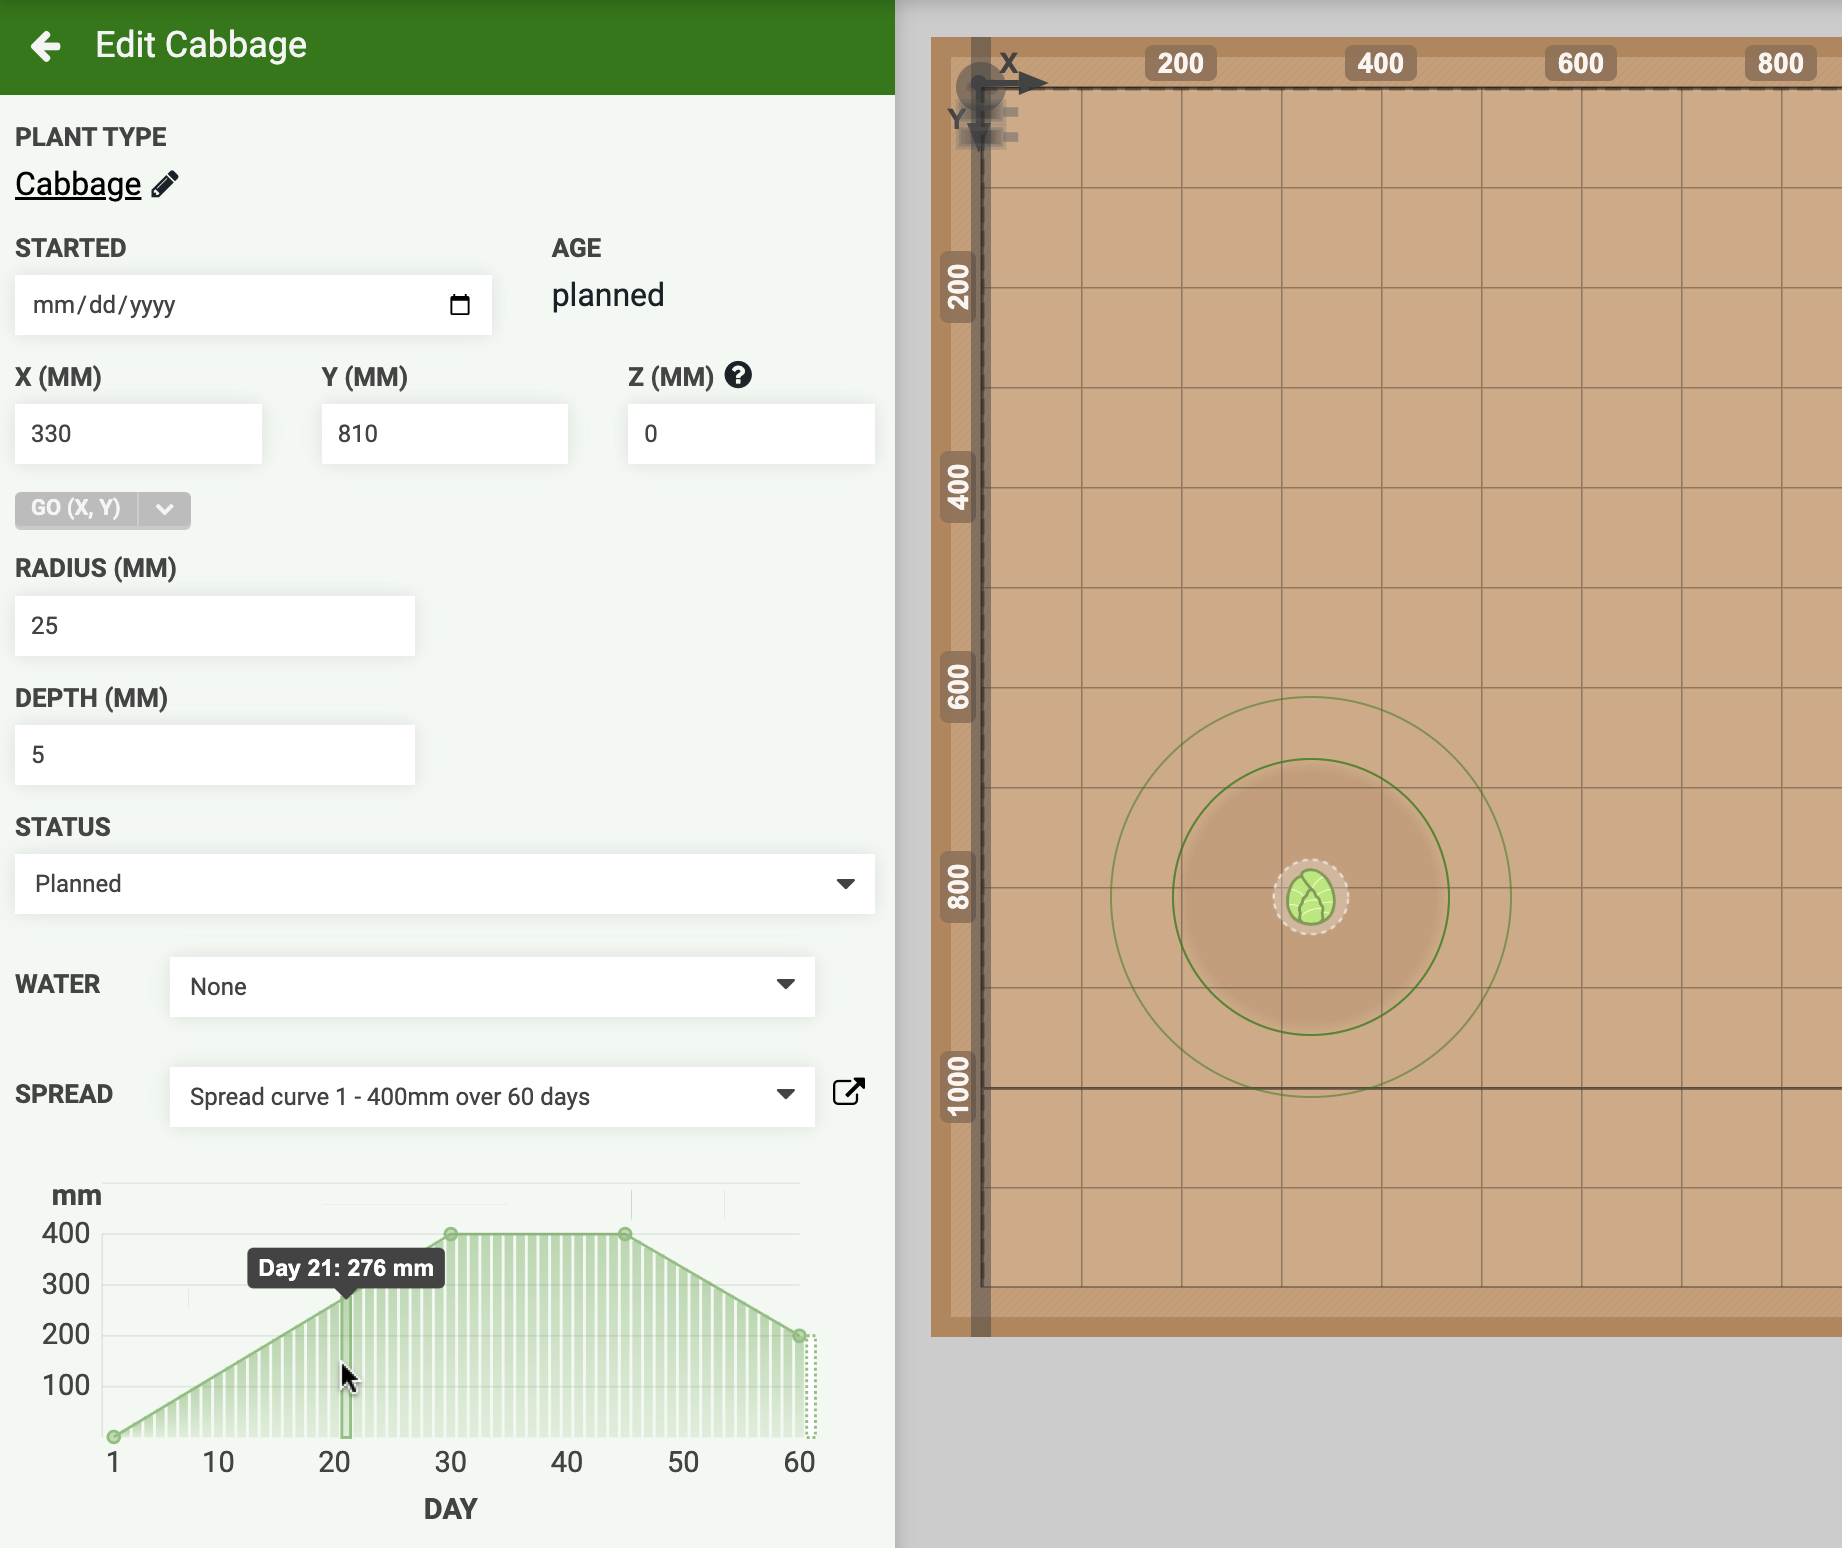 Edit Cabbage
PLANT TYPE
Cabbage
STARTED
AGE
mm/dd/yyyy
planned
X (MM)
Y (MM)
Z (MM)
330
810
0
GO (X, Y)
RADIUS (MM)
25
DEPTH (MM)
5
STATUS
Planned
WATER
None
SPREAD
Spread curve 1 - 400mm over 60 days
mm
400
300
200
100
Day 21: 276 mm
1 10 20 30 40 50 60
DAY
X
Y
200 400 600 800
200
400
600
800
1000